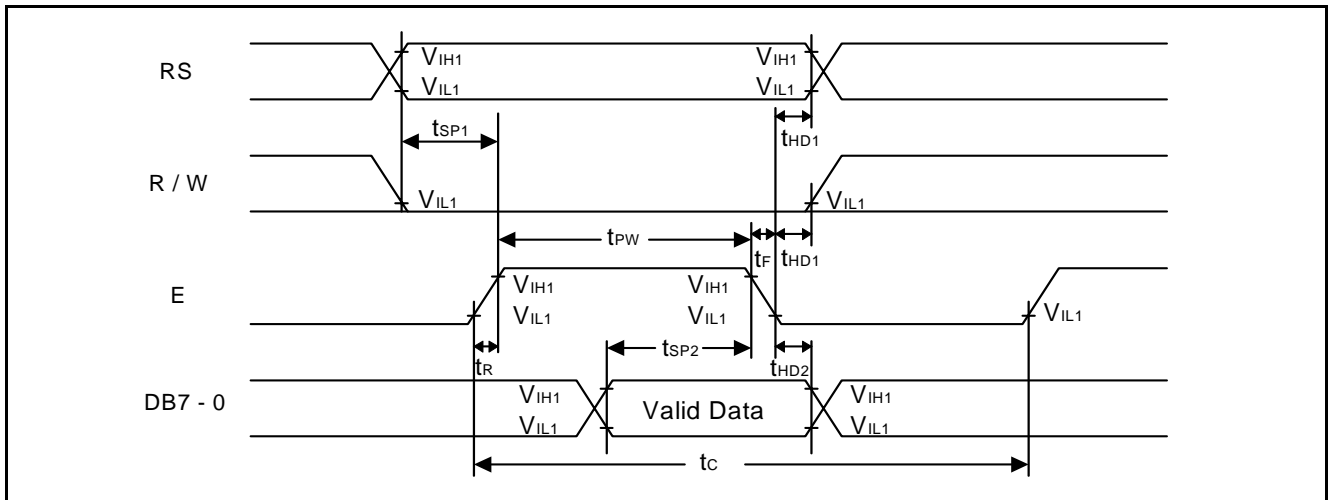 RS
VIH1
VIH1
VIL1
VIL1
tSP1
tHD1
R / W
VIL1
VIL1
tPW
tF
tHD1
E
VIH1
VIH1
VIL1
VIL1
VIL1
tSP2
tR
tHD2
DB7 - 0
VIH1
Valid Data
VIH1
VIL1
VIL1
tC